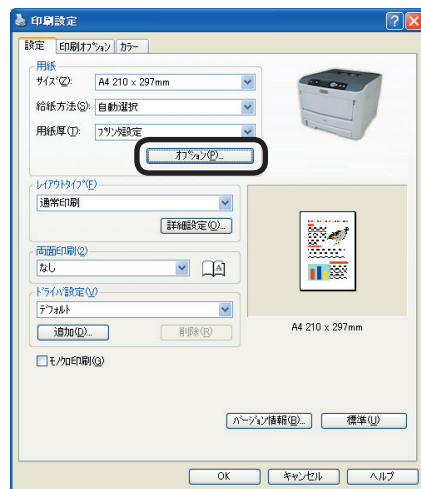 印刷設定
設定 印刷オプション カラー
用紙
サイズ(Z): A4 210 x 297mm
給紙方法(S): 自動選択
用紙厚(T): プリンタ設定
オプション(P)...
レイアウトタイプ(E)
通常印刷
詳細設定(O)...
両面印刷(2)
なし
A
ドライバ設定(V)
デフォルト
追加(D)... 削除(R)
A4 210 x 297mm
モノクロ印刷(G)
バージョン情報(B)... 標準(U)
OK キャンセル ヘルプ